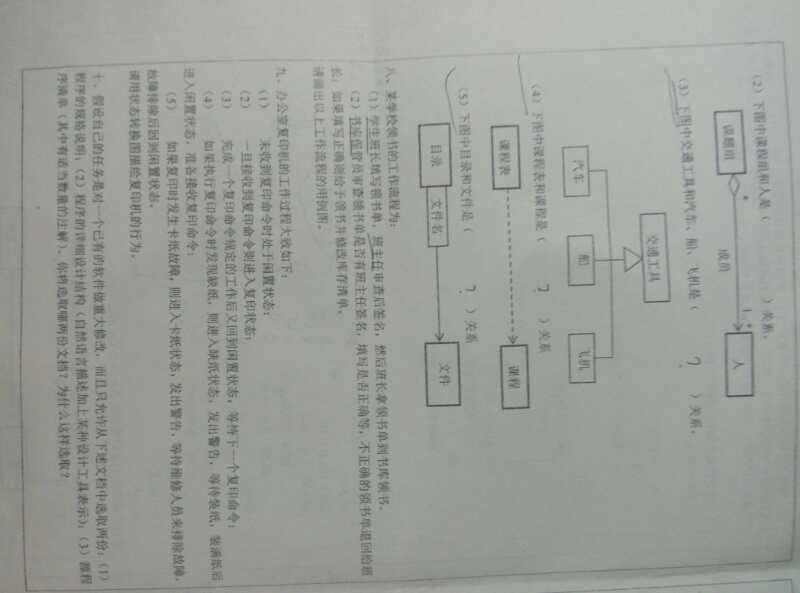 (2) 下图中课题组和人是( )关系。
课题组 * 成员 1..* 人
(3) 下图中交通工具和汽车、船、飞机是( ? )关系。
交通工具
汽车 船 飞机
(4) 下图中课程表和课程是( ? )关系
课程表 课程
(5) 下图中目录和文件是( ? )关系
目录 文件名 文件
八、某学校领书的工作流程为:
(1) 学生班长填写领书单,班主任审查后签名,然后班长拿领书单到书库领书。
(2) 书库保管员审查领书单是否有班主任签名,填写是否正确等,不正确的领书单退回给班
长;如果填写正确则给予领书并修改库存清单。
请画出以上工作流程的用例图。
九、办公室复印机的工作过程大致如下:
(1) 未收到复印命令时处于闲置状态;
(2) 一旦接收到复印命令则进入复印状态;
(3) 完成一个复印命令规定的工作后又回到闲置状态,等待下一个复印命令;
(4) 如果执行复印命令时发现缺纸,则进入缺纸状态,发出警告,等待装纸,装满纸后
进入闲置状态,准备接收复印命令;
(5) 如果复印时发生卡纸故障,则进入卡纸状态,发出警告,等待维修人员来排除故障,
故障排除后回到闲置状态。
请用状态转换图描绘复印机的行为。
十、假设自己的任务是对一个已有的软件做重大修改,而且只允许从下述文档中选取两份:(1)
程序的规格说明;(2)程序的详细设计结构(自然语言描述加上某种设计工具表示);(3)源程
序清单(其中有适当数量的注解)。你将选取哪两份文档?为什么这样选取?